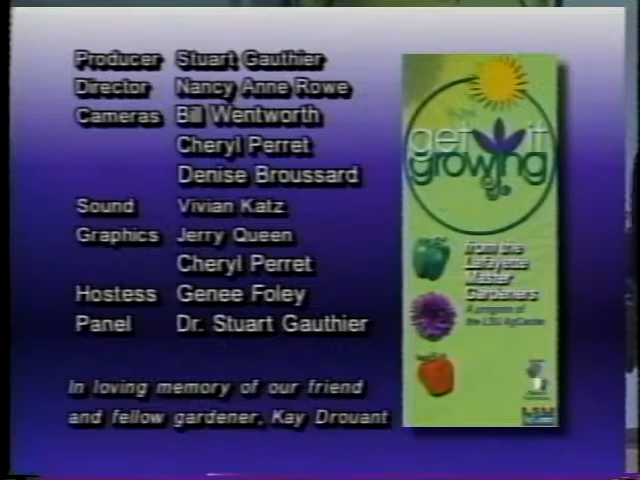 Producer Stuart Gauthier
Director Nancy Anne Rowe
Cameras Bill Wentworth
Cheryl Perret
Denise Broussard
Sound Vivian Katz
Graphics Jerry Queen
Cheryl Perret
Hostess Genee Foley
Panel Dr. Stuart Gauthier
In loving memory of our friend
and fellow gardener, Kay Drouant
get it
growing
from the
Lafayette
Master
Gardeners
A program of
the LSU AgCenter